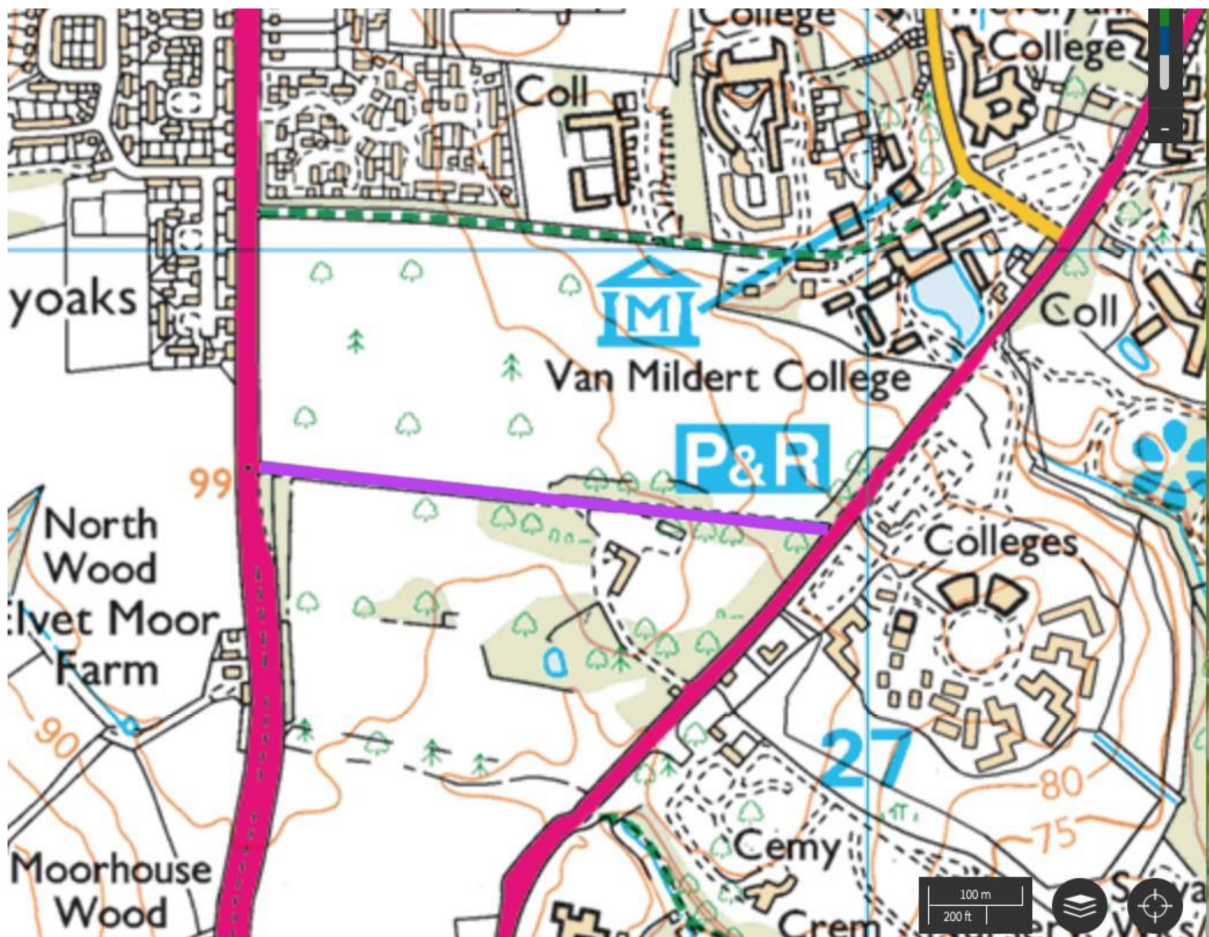 College
College
Coll
yoaks
M
Coll
Van Mildert College
P&R
99
North
Wood
Colleges
lvet Moor
Farm
27
90
80
75
Cemy
Moorhouse
Wood
100 m
200 ft
Crem